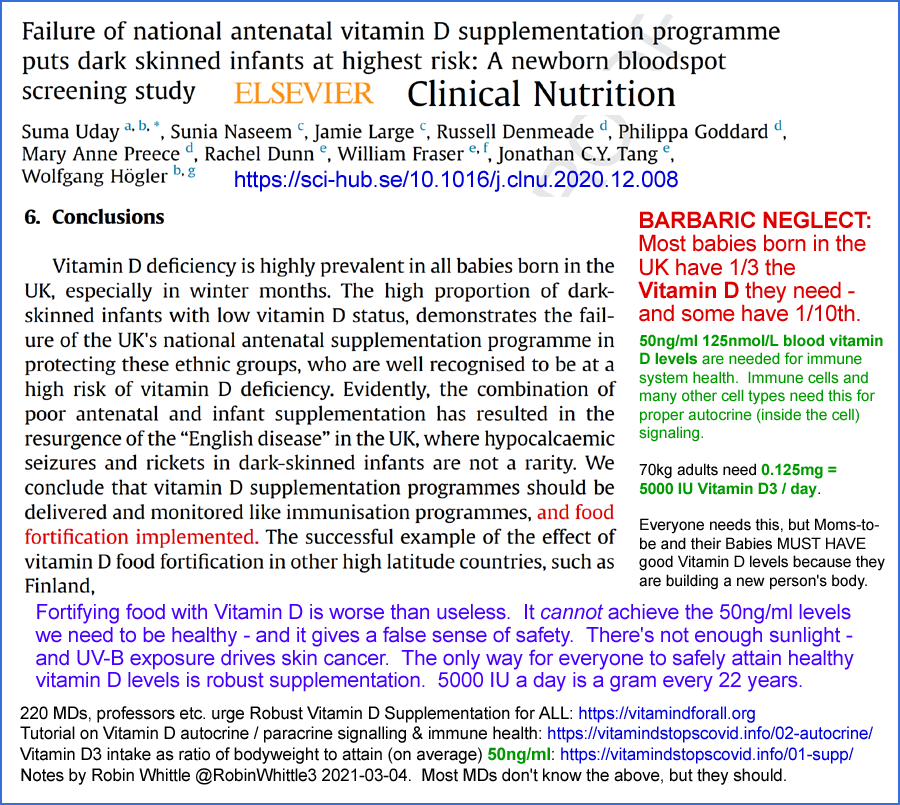 Failure of national antenatal vitamin D supplementation programme
puts dark skinned infants at highest risk: A newborn bloodspot
screening study ELSEVIER Clinical Nutrition
Suma Uday a, b, *, Sunia Naseem c, Jamie Large c, Russell Denmeade d, Philippa Goddard d,
Mary Anne Preece d, Rachel Dunn e, William Fraser e, f, Jonathan C.Y. Tang e,
Wolfgang Högler b, g https://sci-hub.se/10.1016/j.clnu.2020.12.008
6. Conclusions
Vitamin D deficiency is highly prevalent in all babies born in the
UK, especially in winter months. The high proportion of dark-
skinned infants with low vitamin D status, demonstrates the fail-
ure of the UK's national antenatal supplementation programme in
protecting these ethnic groups, who are well recognised to be at a
high risk of vitamin D deficiency. Evidently, the combination of
poor antenatal and infant supplementation has resulted in the
resurgence of the “English disease” in the UK, where hypocalcaemic
seizures and rickets in dark-skinned infants are not a rarity. We
conclude that vitamin D supplementation programmes should be
delivered and monitored like immunisation programmes, and food
fortification implemented. The successful example of the effect of
vitamin D food fortification in other high latitude countries, such as
Finland,
BARBARIC NEGLECT:
Most babies born in the
UK have 1/3 the
Vitamin D they need -
and some have 1/10th.
50ng/ml 125nmol/L blood vitamin
D levels are needed for immune
system health. Immune cells and
many other cell types need this for
proper autocrine (inside the cell)
signaling.
70kg adults need 0.125mg =
5000 IU Vitamin D3 / day.
Everyone needs this, but Moms-to-
be and their Babies MUST HAVE
good Vitamin D levels because they
are building a new person's body.
Fortifying food with Vitamin D is worse than useless. It cannot achieve the 50ng/ml levels
we need to be healthy - and it gives a false sense of safety. There's not enough sunlight -
and UV-B exposure drives skin cancer. The only way for everyone to safely attain healthy
vitamin D levels is robust supplementation. 5000 IU a day is a gram every 22 years.
220 MDs, professors etc. urge Robust Vitamin D Supplementation for ALL: https://vitamindforall.org
Tutorial on Vitamin D autocrine / paracrine signalling & immune health: https://vitamindstopscovid.info/02-autocrine/
Vitamin D3 intake as ratio of bodyweight to attain (on average) 50ng/ml: https://vitamindstopscovid.info/01-supp/
Notes by Robin Whittle @RobinWhittle3 2021-03-04. Most MDs don't know the above, but they should.